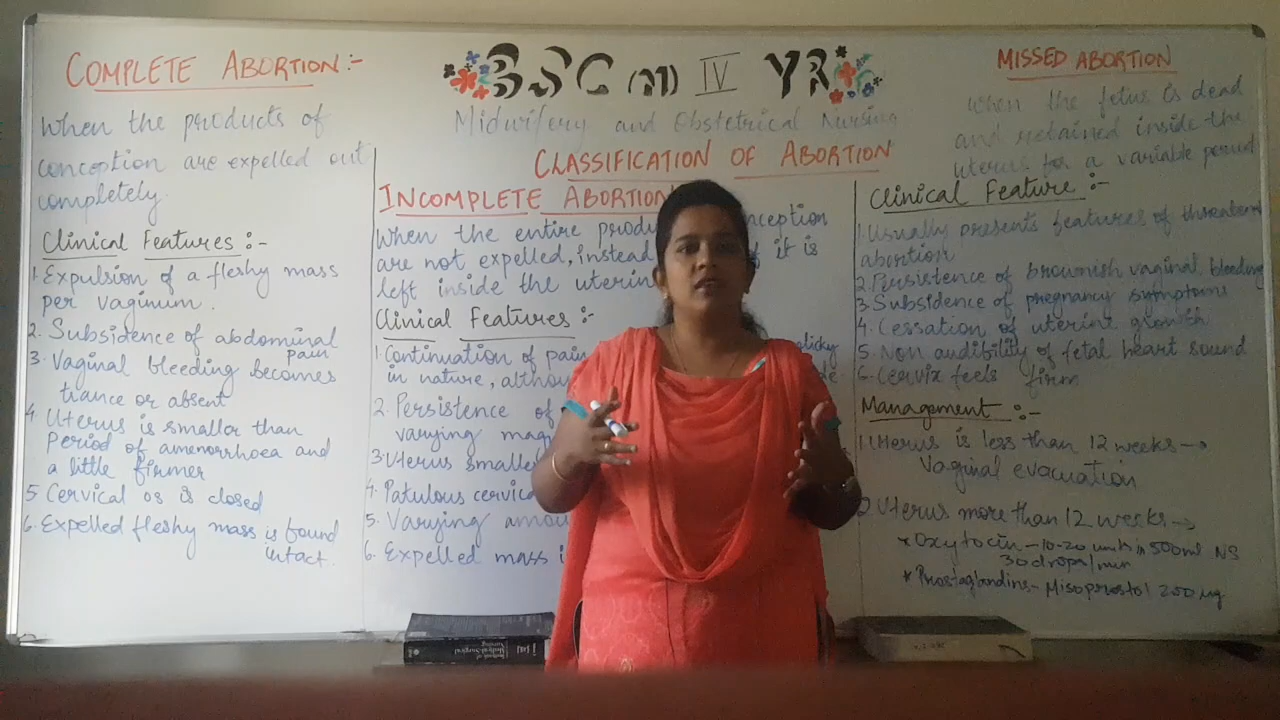 COMPLETE ABORTION:-
When the products of
conception are expelled out
completely.
Clinical Features:-
1. Expulsion of a fleshy mass
per vaginum.
2. Subsidence of abdominal
pain
3. Vaginal bleeding becomes
trance or absent
4. Uterus is smaller than
period of amenorrhoea and
a little firmer
5 Cervical os is closed
6. Expelled fleshy mass is found
intact.
BSC (N) IV YR
Midwifery and Obstetrical Nursing
CLASSIFICATION OF ABORTION
INCOMPLETE ABORTION
When the entire produ onception
are not expelled, instead f it is
left inside the uterine
Clinical Features:-
1. Continuation of pain olicky
in nature, althou
2. Persistence of
varying mag
3. Uterus smaller
4. Patulous cervica
5. Varying amou
6. Expelled mass i
MISSED ABORTION
When the fetus is dead
and retained inside the
uterus for a variable period
Clinical Feature:-
1. Usually presents features of threatened
abortion
2. Persistence of brownish vaginal bleeding
3. Subsidence of pregnancy symptoms
4. Cessation of uterine growth
5. Non audibility of fetal heart sound
6. Cervix feels firm
Management:-
1. Uterus is less than 12 weeks→
Vaginal evacuation
2. Uterus more than 12 weeks→
* Oxytocin-10-20 units in 500ml NS
30 drops/min
* Prostaglandins- Misoprostol 200 µg